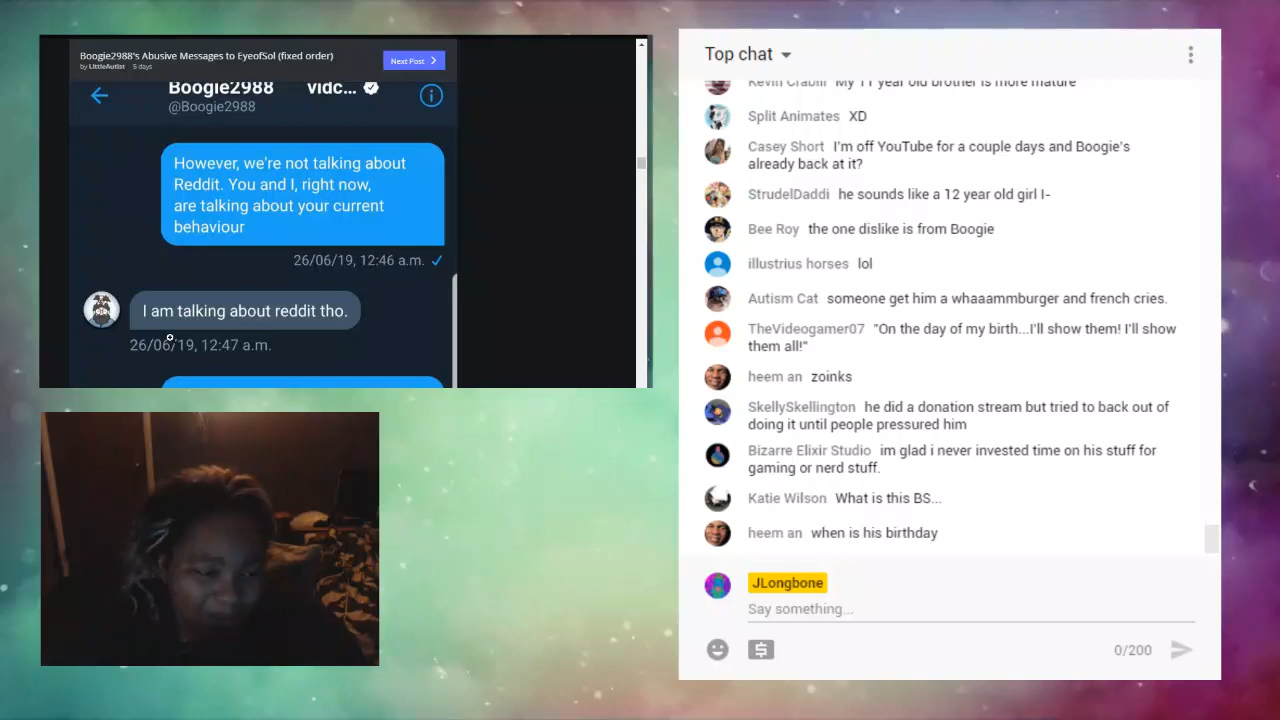 Boogie2988's Abusive Messages to EyeofSol (fixed order)
by LittleAutist 5 days
Next Post
Boogie2988 vidc...
@Boogie2988
However, we're not talking about
Reddit. You and I, right now,
are talking about your current
behaviour
26/06/19, 12:46 a.m.
I am talking about reddit tho.
26/06/19, 12:47 a.m.
Top chat
Kevin Crabill My 11 year old brother is more mature
Split Animates XD
Casey Short I'm off YouTube for a couple days and Boogie's
already back at it?
StrudelDaddi he sounds like a 12 year old girl I-
Bee Roy the one dislike is from Boogie
illustrius horses lol
Autism Cat someone get him a whaaammburger and french cries.
TheVideogamer07 "On the day of my birth...I'll show them! I'll show
them all!"
heem an zoinks
SkellySkellington he did a donation stream but tried to back out of
doing it until people pressured him
Bizarre Elixir Studio im glad i never invested time on his stuff for
gaming or nerd stuff.
Katie Wilson What is this BS...
heem an when is his birthday
JLongbone
Say something...
0/200